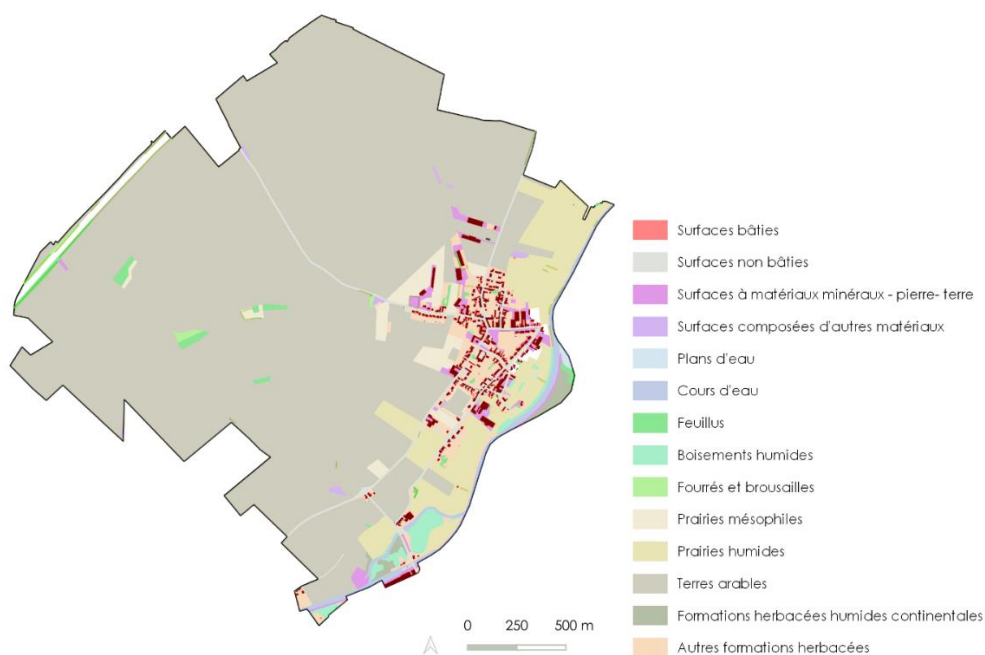 Surfaces bâties
Surfaces non bâties
Surfaces à matériaux minéraux - pierre- terre
Surfaces composées d'autres matériaux
Plans d'eau
Cours d'eau
Feuillus
Boisements humides
Fourrés et brousailles
Prairies mésophiles
Prairies humides
Terres arables
Formations herbacées humides continentales
Autres formations herbacées
0 250 500 m